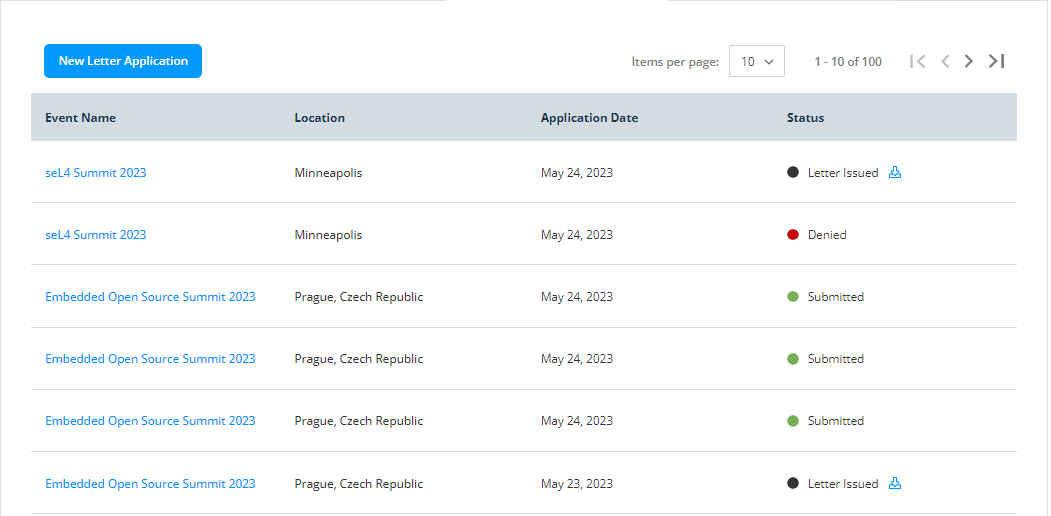 New Letter Application Items per page: 10 1 - 10 of 100
Event Name Location Application Date Status
seL4 Summit 2023 Minneapolis May 24, 2023 Letter Issued
seL4 Summit 2023 Minneapolis May 24, 2023 Denied
Embedded Open Source Summit 2023 Prague, Czech Republic May 24, 2023 Submitted
Embedded Open Source Summit 2023 Prague, Czech Republic May 24, 2023 Submitted
Embedded Open Source Summit 2023 Prague, Czech Republic May 24, 2023 Submitted
Embedded Open Source Summit 2023 Prague, Czech Republic May 23, 2023 Letter Issued